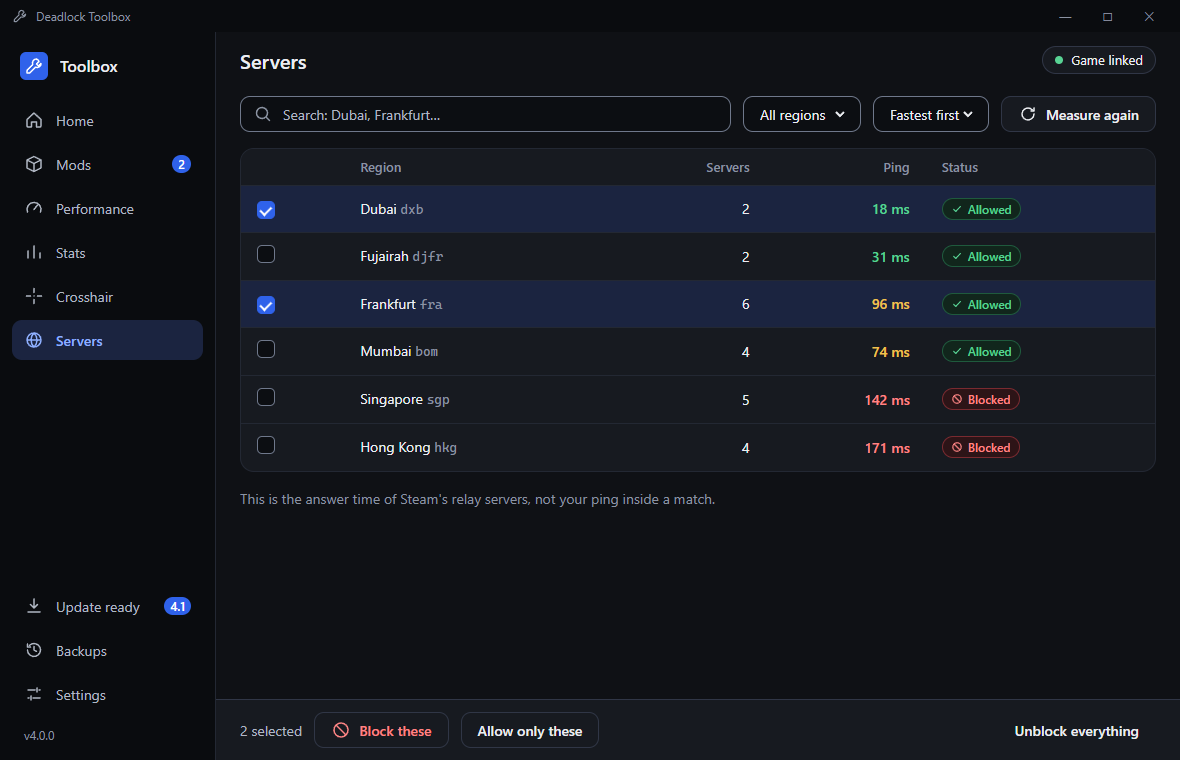 Deadlock Toolbox
Toolbox
Home
Mods 2
Performance
Stats
Crosshair
Servers
Update ready 4.1
Backups
Settings
v4.0.0
Servers
Game linked
Search: Dubai, Frankfurt...
All regions
Fastest first
Measure again
Region Servers Ping Status
Dubai dxb 2 18 ms Allowed
Fujairah djfr 2 31 ms Allowed
Frankfurt fra 6 96 ms Allowed
Mumbai bom 4 74 ms Allowed
Singapore sgp 5 142 ms Blocked
Hong Kong hkg 4 171 ms Blocked
This is the answer time of Steam's relay servers, not your ping inside a match.
2 selected
Block these
Allow only these
Unblock everything